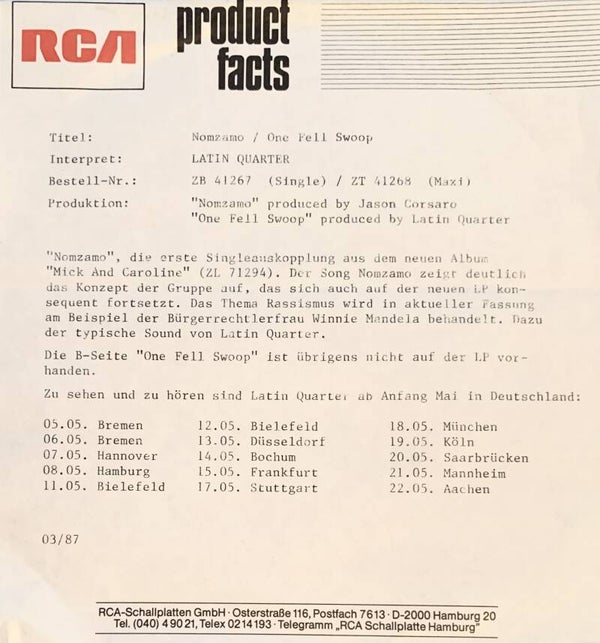 RCA
product
facts
Titel: Nomzamo / One Fell Swoop
Interpret: LATIN QUARTER
Bestell-Nr.: ZB 41267 (Single) / ZT 41268 (Maxi)
Produktion: "Nomzamo" produced by Jason Corsaro
"One Fell Swoop" produced by Latin Quarter
"Nomzamo", die erste Singleauskopplung aus dem neuen Album
"Mick And Caroline" (ZL 71294). Der Song Nomzamo zeigt deutlich
das Konzept der Gruppe auf, das sich auch auf der neuen LP kon-
sequent fortsetzt. Das Thema Rassismus wird in aktueller Fassung
am Beispiel der Bürgerrechtlerfrau Winnie Mandela behandelt. Dazu
der typische Sound von Latin Quarter.
Die B-Seite "One Fell Swoop" ist übrigens nicht auf der LP vor-
handen.
Zu sehen und zu hören sind Latin Quarter ab Anfang Mai in Deutschland:
05.05. Bremen 12.05. Bielefeld 18.05. München
06.05. Bremen 13.05. Düsseldorf 19.05. Köln
07.05. Hannover 14.05. Bochum 20.05. Saarbrücken
08.05. Hamburg 15.05. Frankfurt 21.05. Mannheim
11.05. Bielefeld 17.05. Stuttgart 22.05. Aachen
03/87
RCA-Schallplatten GmbH · Osterstraße 116, Postfach 7613 · D-2000 Hamburg 20
Tel. (040) 4 90 21, Telex 0214193 · Telegramm „RCA Schallplatte Hamburg"